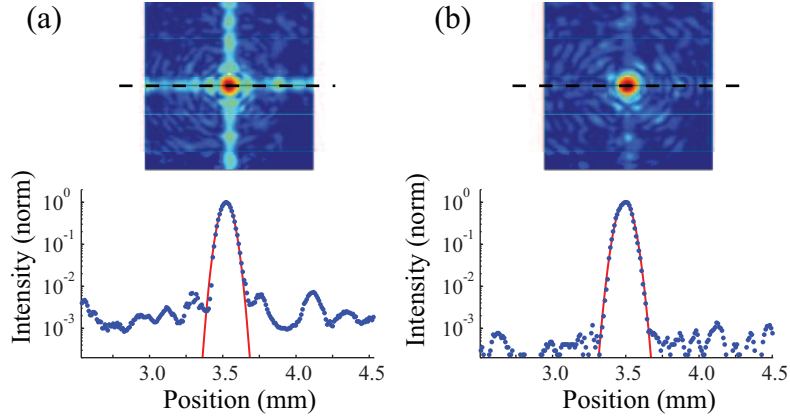 (a)
(b)
10^0
10^-1
10^-2
10^-3
Intensity (norm)
3.0 3.5 4.0 4.5
Position (mm)
10^0
10^-1
10^-2
10^-3
Intensity (norm)
3.0 3.5 4.0 4.5
Position (mm)